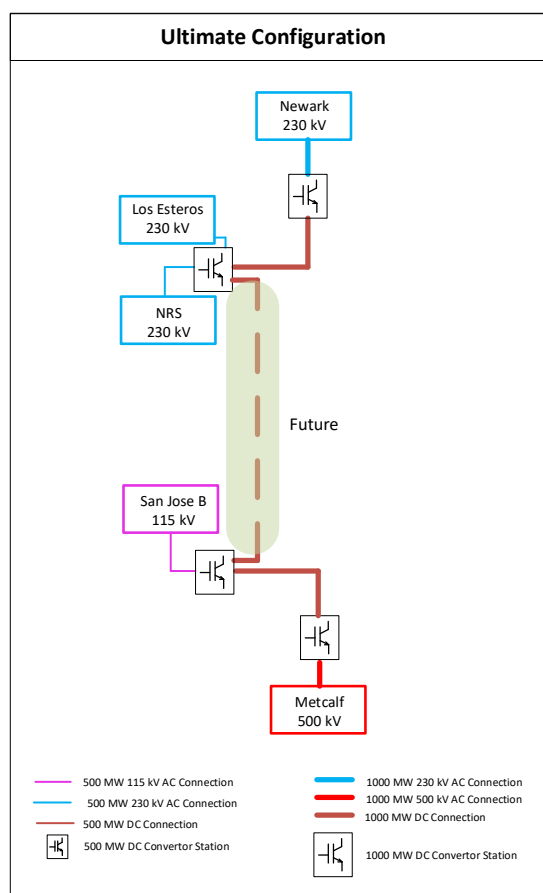 Ultimate Configuration
Newark
230 kV
Los Esteros
230 kV
NRS
230 kV
Future
San Jose B
115 kV
Metcalf
500 kV
500 MW 115 kV AC Connection
500 MW 230 kV AC Connection
500 MW DC Connection
500 MW DC Convertor Station
1000 MW 230 kV AC Connection
1000 MW 500 kV AC Connection
1000 MW DC Connection
1000 MW DC Convertor Station